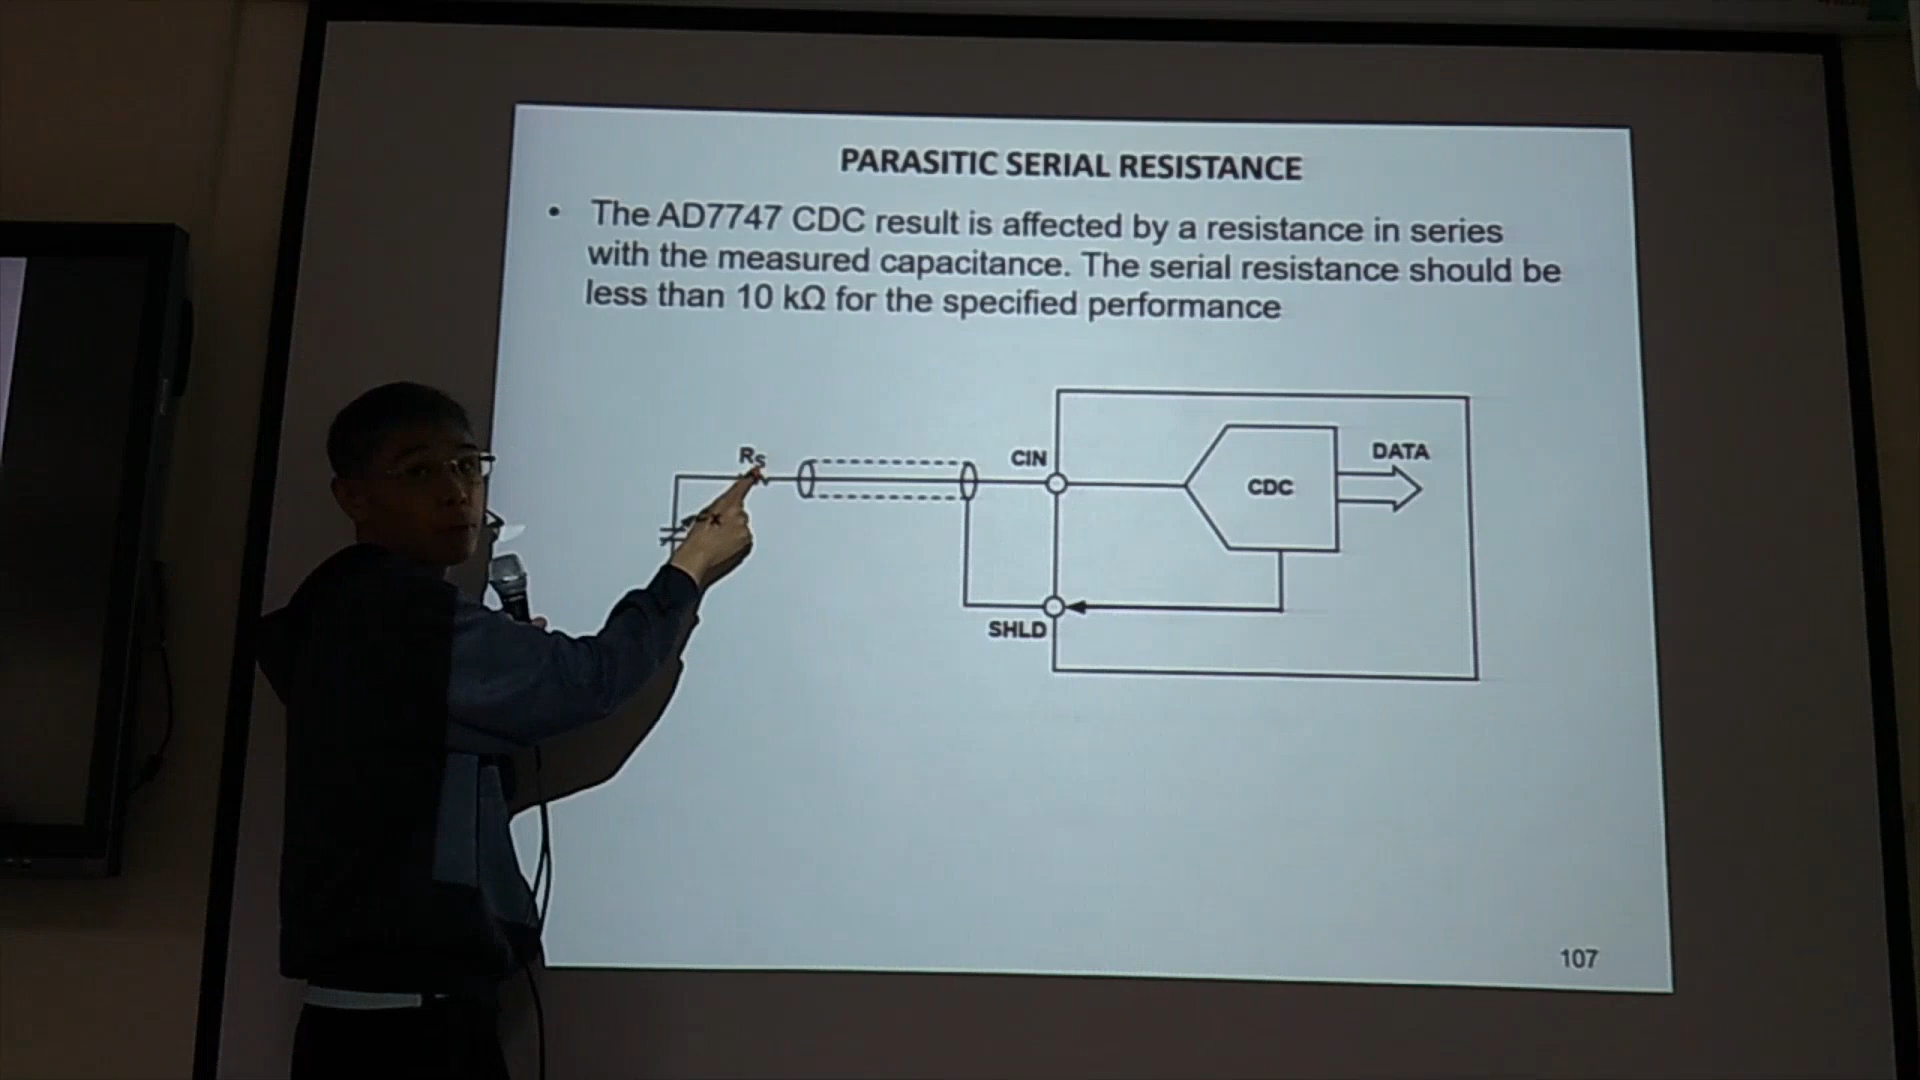 PARASITIC SERIAL RESISTANCE
• The AD7747 CDC result is affected by a resistance in series
with the measured capacitance. The serial resistance should be
less than 10 kΩ for the specified performance
RS
CIN
CDC
DATA
SHLD
107